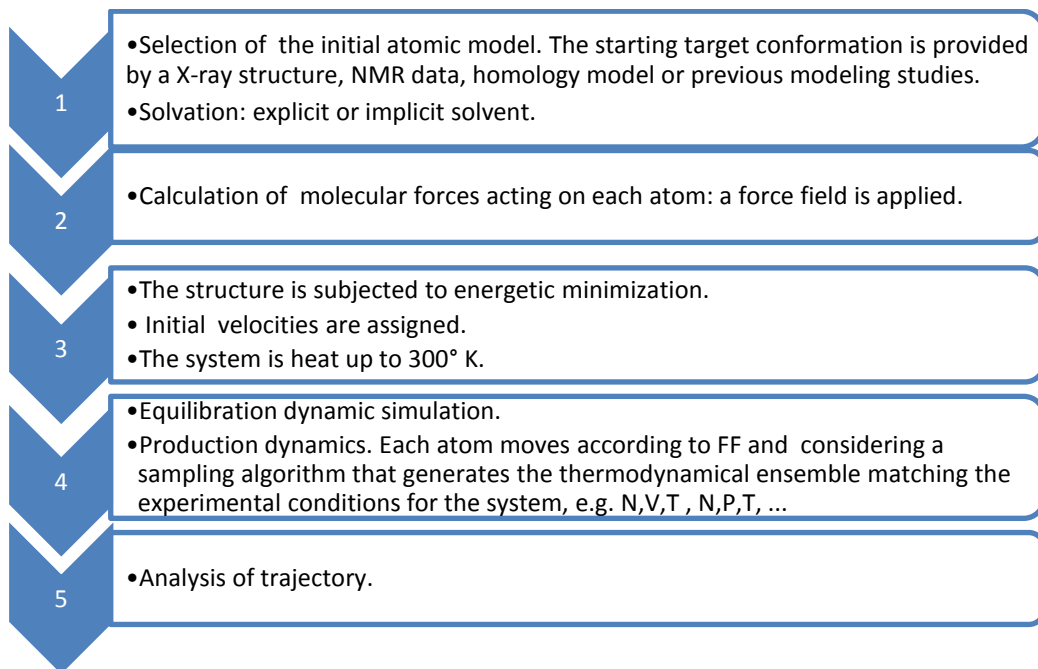 1
•Selection of the initial atomic model. The starting target conformation is provided
by a X-ray structure, NMR data, homology model or previous modeling studies.
•Solvation: explicit or implicit solvent.
2
•Calculation of molecular forces acting on each atom: a force field is applied.
3
•The structure is subjected to energetic minimization.
• Initial velocities are assigned.
•The system is heat up to 300° K.
4
•Equilibration dynamic simulation.
•Production dynamics. Each atom moves according to FF and considering a
sampling algorithm that generates the thermodynamical ensemble matching the
experimental conditions for the system, e.g. N,V,T , N,P,T, ...
5
•Analysis of trajectory.